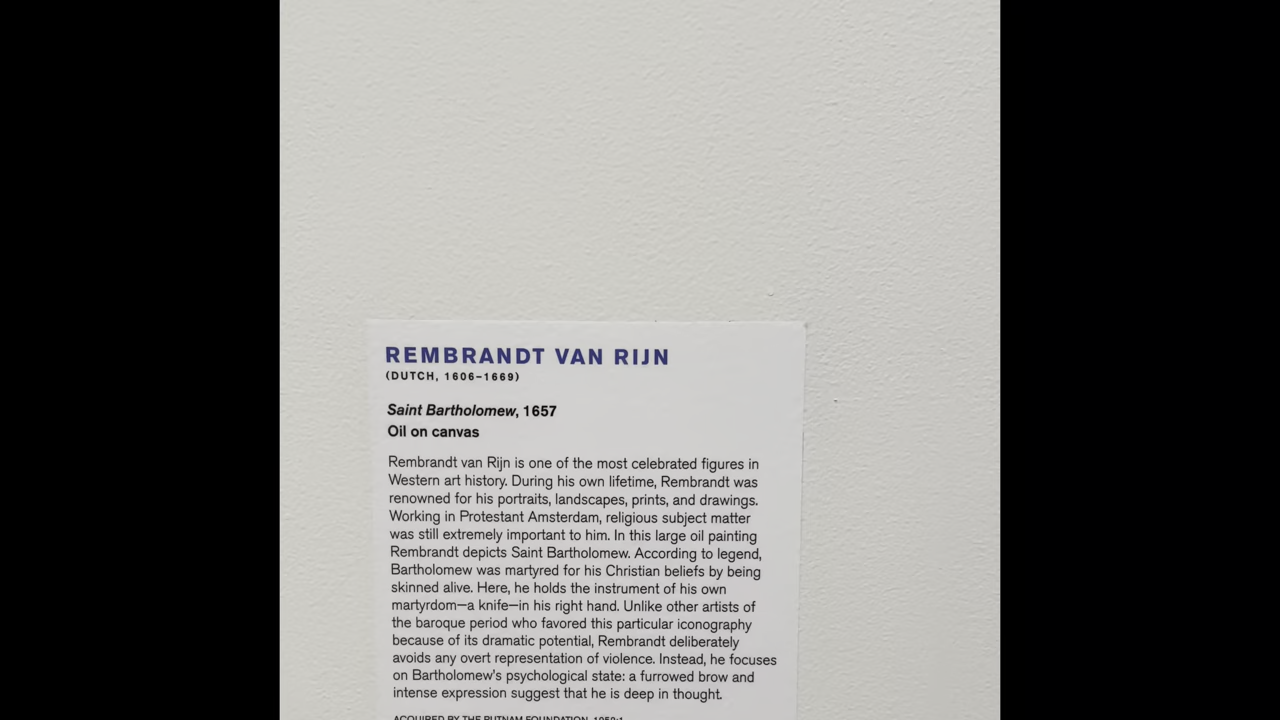 REMBRANDT VAN RIJN
(DUTCH, 1606–1669)
Saint Bartholomew, 1657
Oil on canvas
Rembrandt van Rijn is one of the most celebrated figures in
Western art history. During his own lifetime, Rembrandt was
renowned for his portraits, landscapes, prints, and drawings.
Working in Protestant Amsterdam, religious subject matter
was still extremely important to him. In this large oil painting
Rembrandt depicts Saint Bartholomew. According to legend,
Bartholomew was martyred for his Christian beliefs by being
skinned alive. Here, he holds the instrument of his own
martyrdom—a knife—in his right hand. Unlike other artists of
the baroque period who favored this particular iconography
because of its dramatic potential, Rembrandt deliberately
avoids any overt representation of violence. Instead, he focuses
on Bartholomew's psychological state: a furrowed brow and
intense expression suggest that he is deep in thought.
ACQUIRED BY THE PUTNAM FOUNDATION,